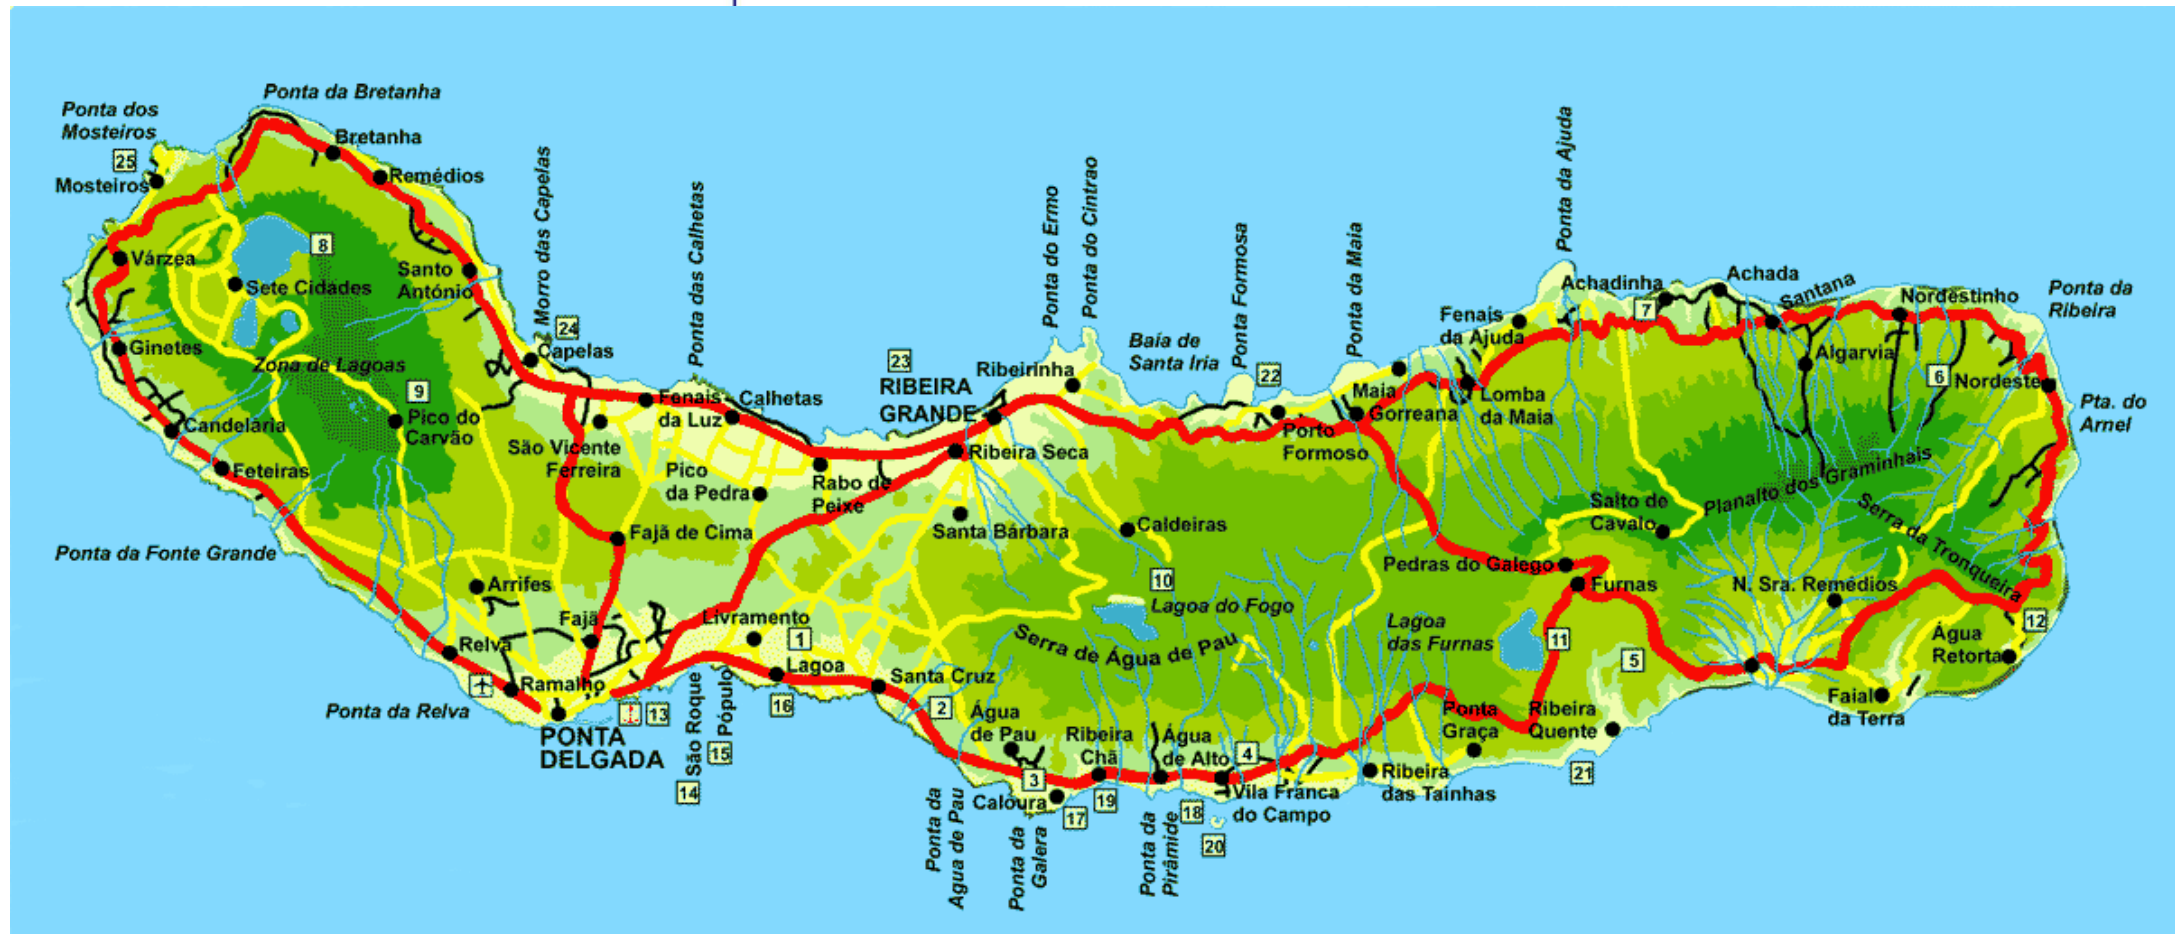 Ponta da Bretanha
Ponta dos
Mosteiros
25
Mosteiros
Bretanha
Remédios
Várzea
8
Sete Cidades
Santo
António
Ginetes
Zona de Lagoas
9
Pico do
Carvão
Candelária
Feteiras
Ponta da Fonte Grande
Morro das Capelas
24
Capelas
Ponta das Calhetas
Fenais
da Luz
Calhetas
São Vicente
Ferreira
Pico
da Pedra
Rabo de
Peixe
Fajã de Cima
Arrifes
Fajã
Relva
Ramalho
Ponta da Relva
PONTA
DELGADA
13
14
São Roque
15
Pópulo
Livramento
1
Lagoa
16
23
RIBEIRA
GRANDE
Ribeirinha
Ribeira Seca
Santa Bárbara
Ponta do Ermo
Ponta do Cintrao
Baía de
Santa Iria
Ponta Formosa
22
Porto
Formoso
Ponta da Maia
Maia
Gorreana
Caldeiras
10
Lagoa do Fogo
Serra de Água de Pau
Santa Cruz
2
Água
de Pau
3
Caloura
17
Ribeira
Chã
19
Água
de Alto
18
4
20
Vila Franca
do Campo
Ponta da
Agua de Pau
Ponta da
Galera
Ponta da
Pirâmide
Ribeira
das Tainhas
Ponta
Graça
Ribeira
Quente
21
Lagoa
das Furnas
11
5
Pedras do Galego
Furnas
Fenais
da Ajuda
Lomba
da Maia
Ponta da Ajuda
Achadinha
7
Achada
Santana
Nordestinho
Ponta da
Ribeira
Algarvia
6
Nordeste
Pta. do
Arnel
Salto de
Cavalo
Planalto dos Graminhais
Serra da Tronqueira
N. Sra. Remédios
12
Água
Retorta
Faial
da Terra